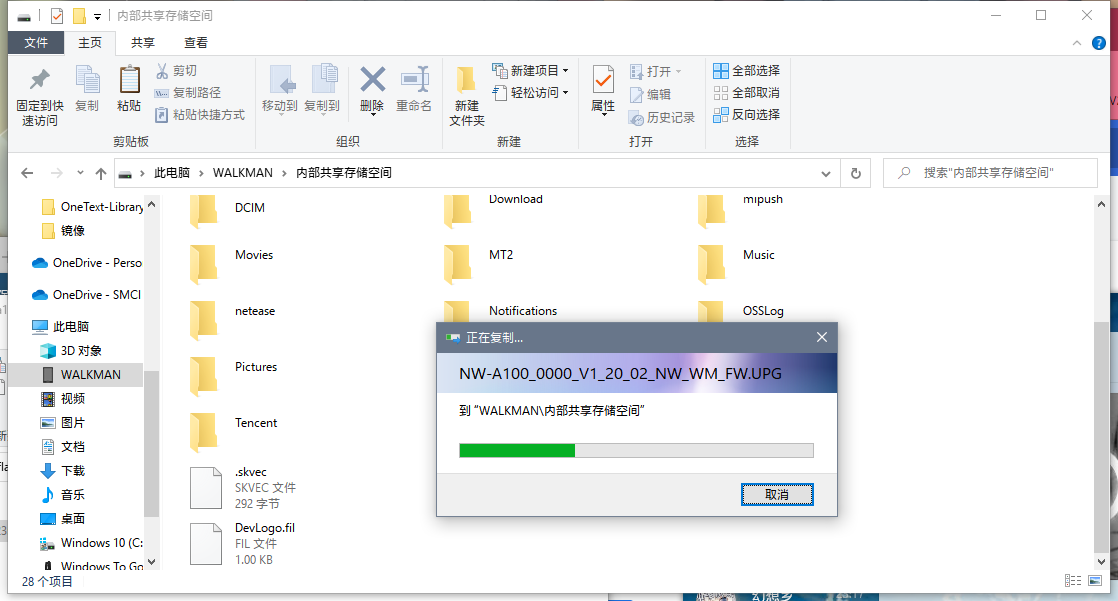 内部共享存储空间
文件 主页 共享 查看
固定到快速访问
复制
粘贴
剪切
复制路径
粘贴快捷方式
剪贴板
移动到 复制到 删除 重命名
组织
新建
文件夹
新建项目
轻松访问
新建
属性
打开
编辑
历史记录
打开
全部选择
全部取消
反向选择
选择
此电脑 WALKMAN 内部共享存储空间
搜索"内部共享存储空间"
OneText-Library
镜像
OneDrive - Perso
OneDrive - SMCI
此电脑
3D 对象
WALKMAN
视频
图片
文档
下载
音乐
桌面
Windows 10 (C:
Windows To Go
DCIM Download mipush
Movies MT2 Music
netease Notifications OSSLog
Pictures
Tencent
.skvec
SKVEC 文件
292 字节
DevLogo.fil
FIL 文件
1.00 KB
正在复制...
NW-A100_0000_V1_20_02_NW_WM_FW.UPG
到 "WALKMAN\内部共享存储空间"
取消
28 个项目